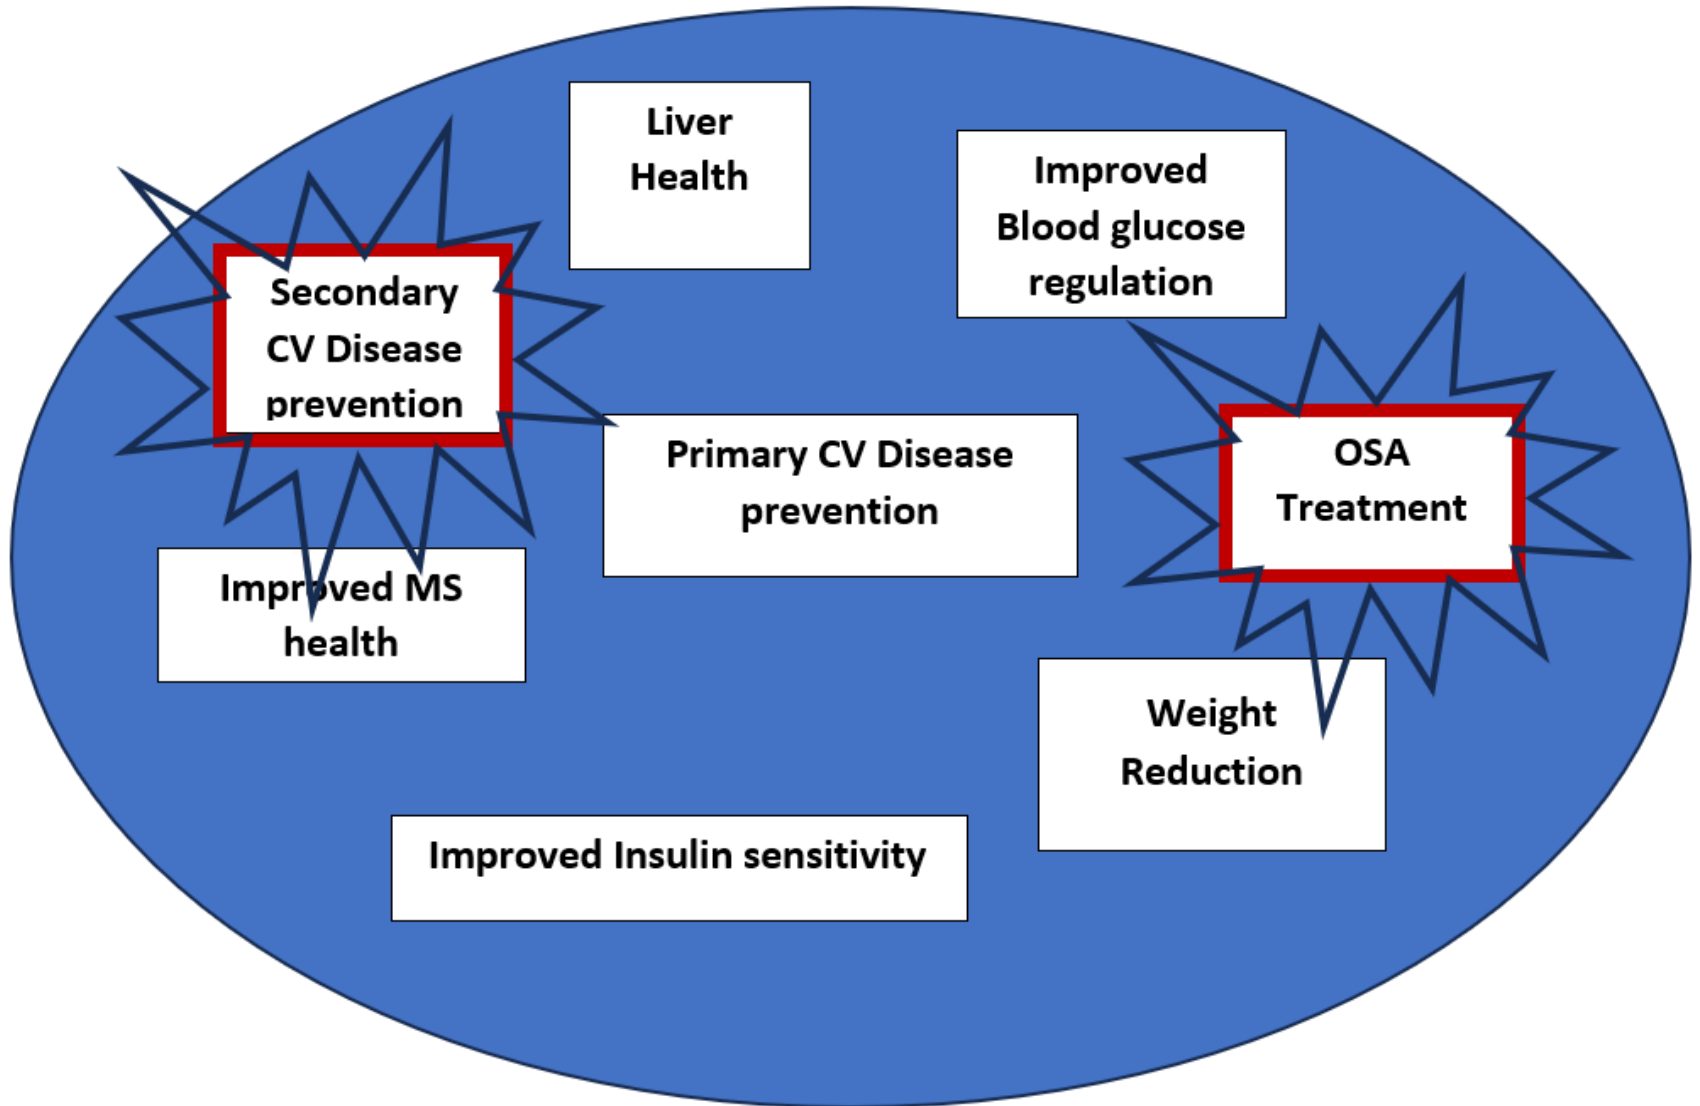 Liver
Health
Improved
Blood glucose
regulation
Secondary
CV Disease
prevention
Primary CV Disease
prevention
OSA
Treatment
Improved MS
health
Weight
Reduction
Improved Insulin sensitivity